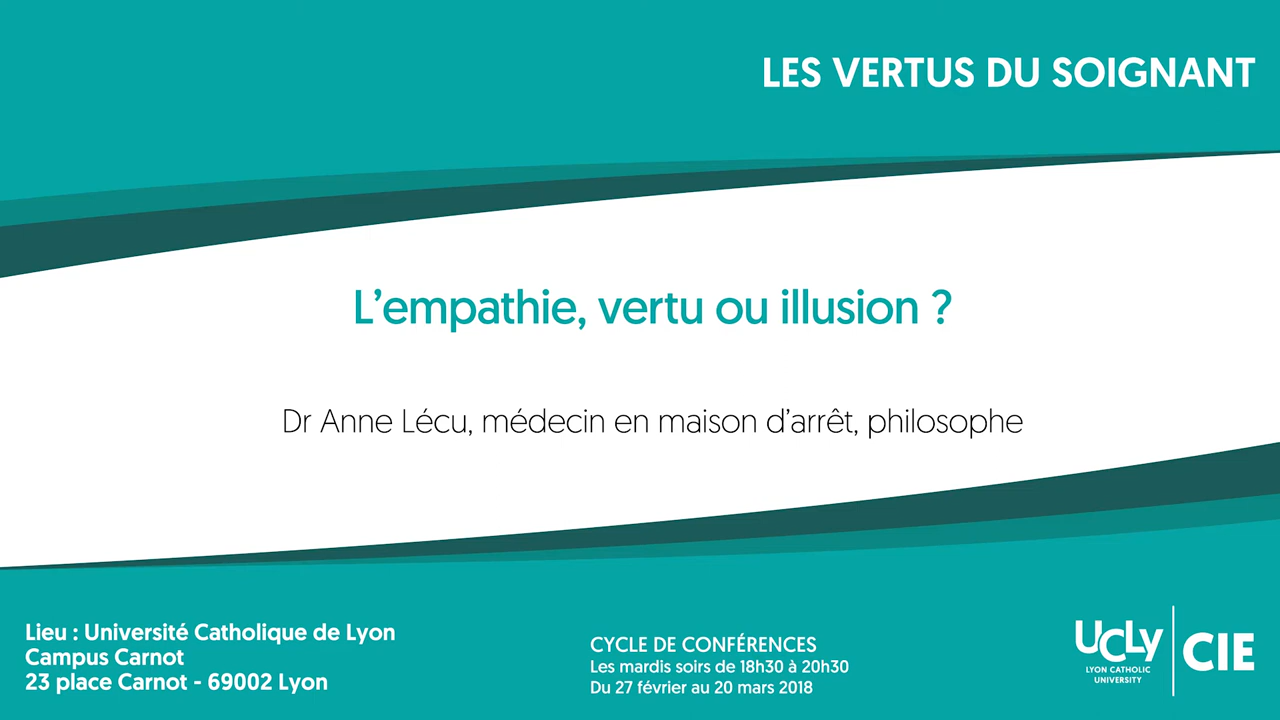 LES VERTUS DU SOIGNANT
L'empathie, vertu ou illusion ?
Dr Anne Lécu, médecin en maison d'arrêt, philosophe
Lieu : Université Catholique de Lyon
Campus Carnot
23 place Carnot - 69002 Lyon
CYCLE DE CONFÉRENCES
Les mardis soirs de 18h30 à 20h30
Du 27 février au 20 mars 2018
UCLy
LYON CATHOLIC
UNIVERSITY
CIE